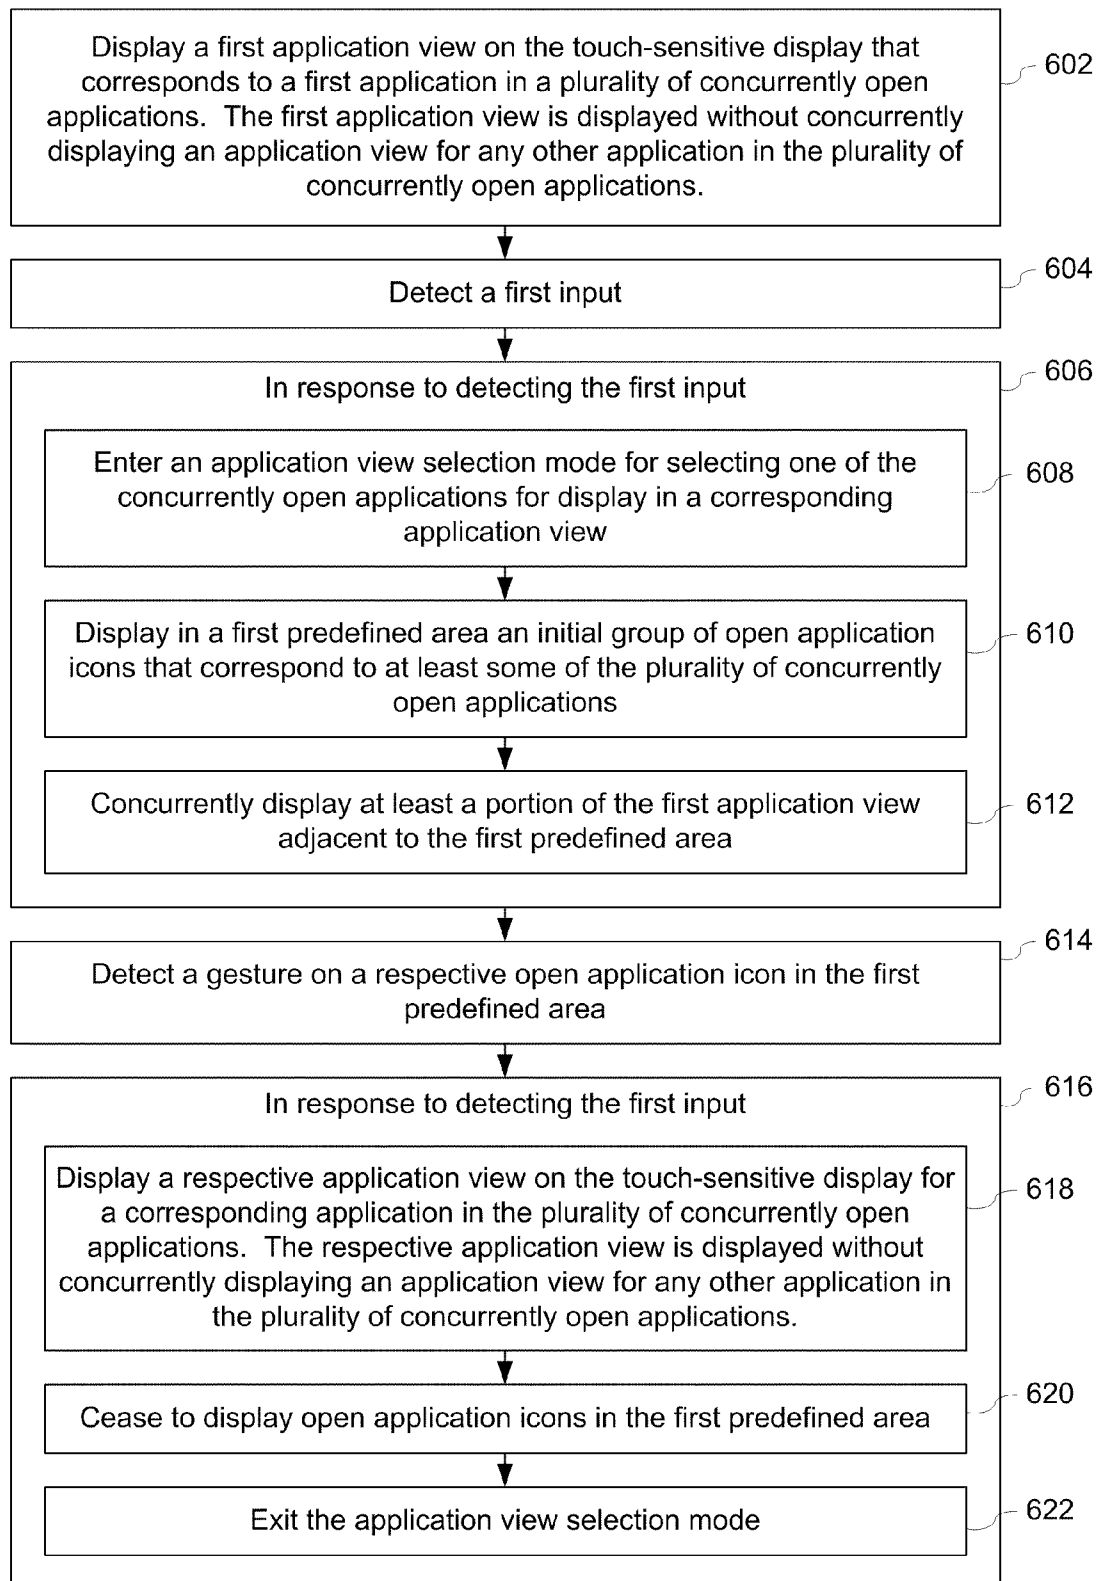 Display a first application view on the touch-sensitive display that
corresponds to a first application in a plurality of concurrently open
applications. The first application view is displayed without concurrently
displaying an application view for any other application in the plurality of
concurrently open applications.
602
Detect a first input
604
In response to detecting the first input
606
Enter an application view selection mode for selecting one of the
concurrently open applications for display in a corresponding
application view
608
Display in a first predefined area an initial group of open application
icons that correspond to at least some of the plurality of concurrently
open applications
610
Concurrently display at least a portion of the first application view
adjacent to the first predefined area
612
Detect a gesture on a respective open application icon in the first
predefined area
614
In response to detecting the first input
616
Display a respective application view on the touch-sensitive display for
a corresponding application in the plurality of concurrently open
applications. The respective application view is displayed without
concurrently displaying an application view for any other application in
the plurality of concurrently open applications.
618
Cease to display open application icons in the first predefined area
620
Exit the application view selection mode
622